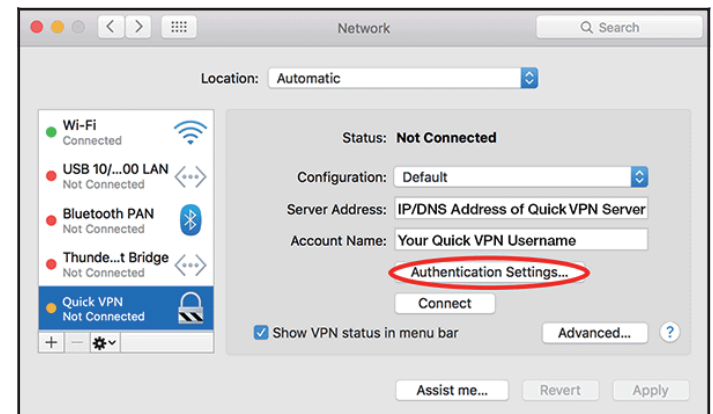 Network
Search
Location: Automatic
Wi-Fi
Connected
USB 10/...00 LAN
Not Connected
Bluetooth PAN
Not Connected
Thunde...t Bridge
Not Connected
Quick VPN
Not Connected
Status: Not Connected
Configuration: Default
Server Address: IP/DNS Address of Quick VPN Server
Account Name: Your Quick VPN Username
Authentication Settings...
Connect
Show VPN status in menu bar
Advanced... ?
Assist me... Revert Apply